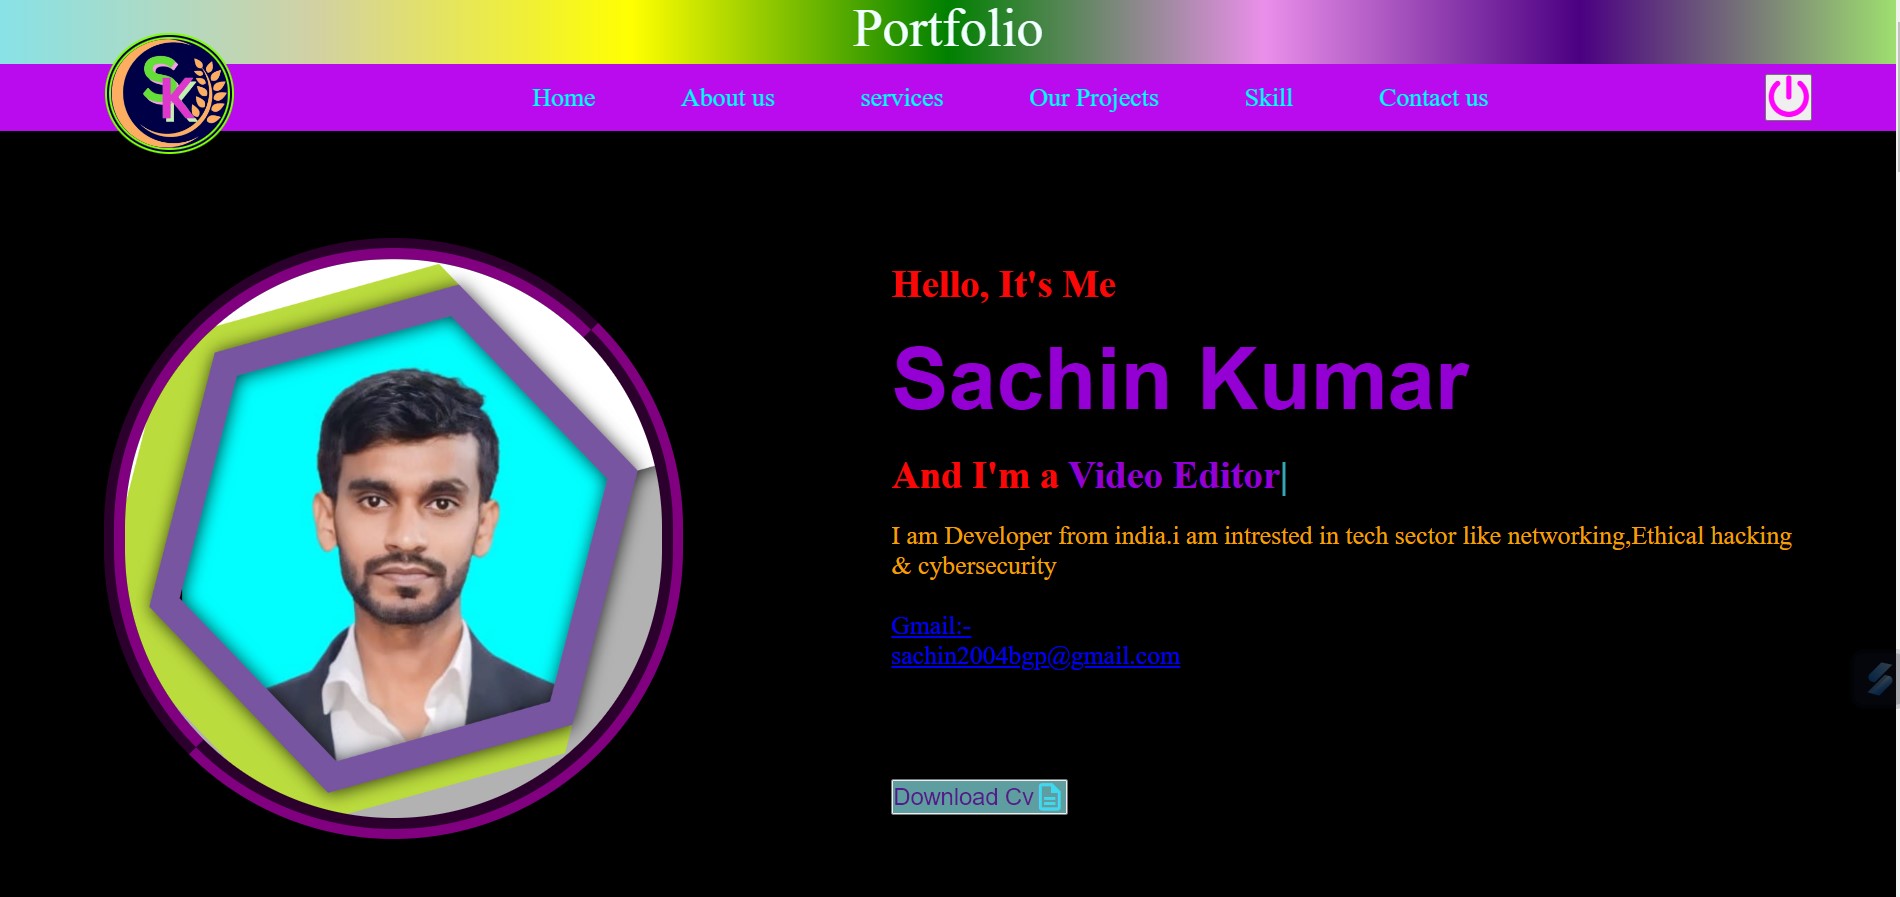 Portfolio
SK
Home About us services Our Projects Skill Contact us
Hello, It's Me
Sachin Kumar
And I'm a Video Editor|
I am Developer from india.i am intrested in tech sector like networking,Ethical hacking
& cybersecurity
Gmail:-
sachin2004bgp@gmail.com
Download Cv